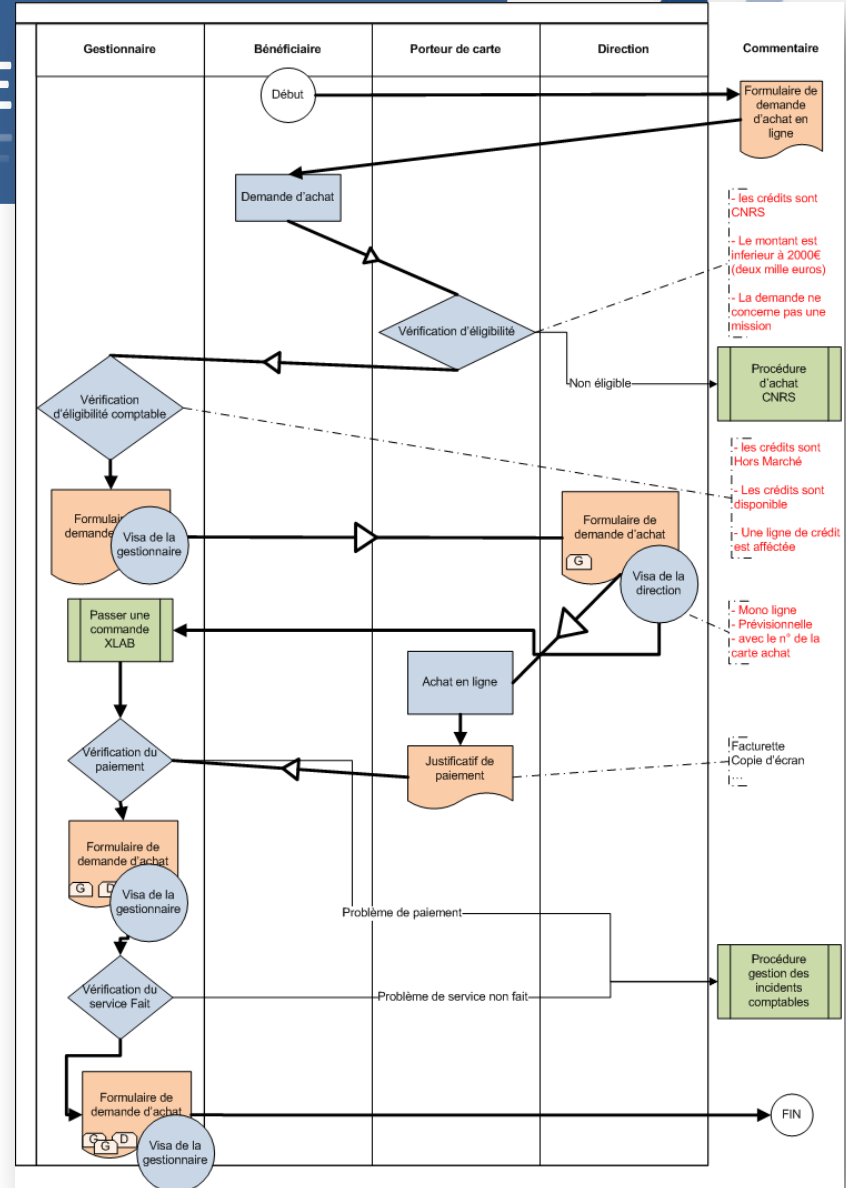 Gestionnaire
Bénéficiaire
Porteur de carte
Direction
Commentaire
Début
Formulaire de
demande
d'achat en
ligne
Demande d'achat
- les crédits sont
CNRS
- Le montant est
inferieur à 2000€
(deux mille euros)
- La demande ne
concerne pas une
mission
Vérification d'éligibilité
Non éligible
Procédure
d'achat
CNRS
Vérification
d'éligibilité comptable
- les crédits sont
Hors Marché
- Les crédits sont
disponible
- Une ligne de crédit
est afféctée
demande
Visa de la
gestionnaire
Formulaire de
demande d'achat
G
Visa de la
direction
Passer une
commande
XLAB
- Mono ligne
- Prévisionnelle
- avec le n° de la
carte achat
Achat en ligne
Vérification du
paiement
Justificatif de
paiement
Facturette
Copie d'écran
...
Formulaire de
demande d'achat
G D
Visa de la
gestionnaire
Problème de paiement
Vérification du
service Fait
Problème de service non fait
Procédure
gestion des
incidents
comptables
Formulaire de
demande d'achat
G D
G
Visa de la
gestionnaire
FIN